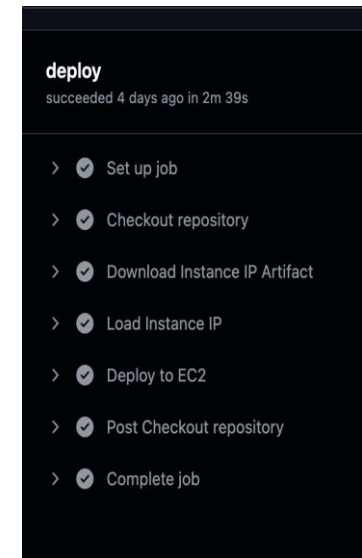 deploy
succeeded 4 days ago in 2m 39s
Set up job
Checkout repository
Download Instance IP Artifact
Load Instance IP
Deploy to EC2
Post Checkout repository
Complete job